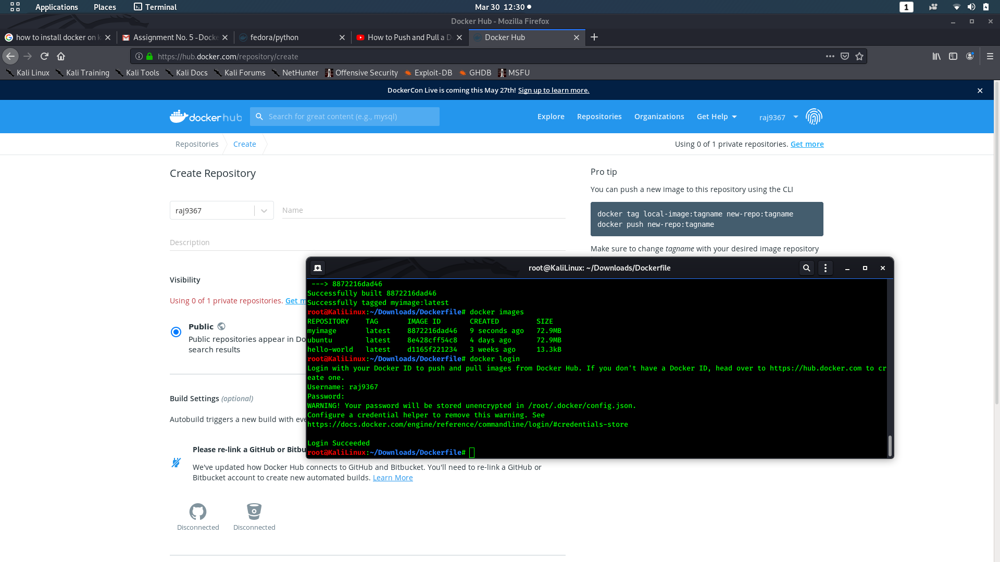 Applications Places Terminal Mar 30 12:30 1
Docker Hub - Mozilla Firefox
how to install docker on k Assignment No. 5 -Docke fedora/python How to Push and Pull a D Docker Hub
https://hub.docker.com/repository/create
Kali Linux Kali Training Kali Tools Kali Docs Kali Forums NetHunter Offensive Security Exploit-DB GHDB MSFU
DockerCon Live is coming this May 27th! Sign up to learn more.
docker hub Search for great content (e.g., mysql) Explore Repositories Organizations Get Help raj9367
Repositories Create Using 0 of 1 private repositories. Get more
Create Repository
raj9367 Name
Description
Pro tip
You can push a new image to this repository using the CLI
docker tag local-image:tagname new-repo:tagname
docker push new-repo:tagname
Make sure to change tagname with your desired image repository
Visibility
Using 0 of 1 private repositories. Get m
Public
Public repositories appear in Do
search results
Build Settings (optional)
Autobuild triggers a new build with eve
Please re-link a GitHub or Bitbu
We've updated how Docker Hub connects to GitHub and Bitbucket. You'll need to re-link a GitHub or
Bitbucket account to create new automated builds. Learn More
Disconnected Disconnected
root@KaliLinux: ~/Downloads/Dockerfile
---> 8872216dad46
Successfully built 8872216dad46
Successfully tagged myimage:latest
root@KaliLinux:~/Downloads/Dockerfile# docker images
REPOSITORY TAG IMAGE ID CREATED SIZE
myimage latest 8872216dad46 9 seconds ago 72.9MB
ubuntu latest 8e428cff54c8 4 days ago 72.9MB
hello-world latest d1165f221234 3 weeks ago 13.3kB
root@KaliLinux:~/Downloads/Dockerfile# docker login
Login with your Docker ID to push and pull images from Docker Hub. If you don't have a Docker ID, head over to https://hub.docker.com to cr
eate one.
Username: raj9367
Password:
WARNING! Your password will be stored unencrypted in /root/.docker/config.json.
Configure a credential helper to remove this warning. See
https://docs.docker.com/engine/reference/commandline/login/#credentials-store
Login Succeeded
root@KaliLinux:~/Downloads/Dockerfile#